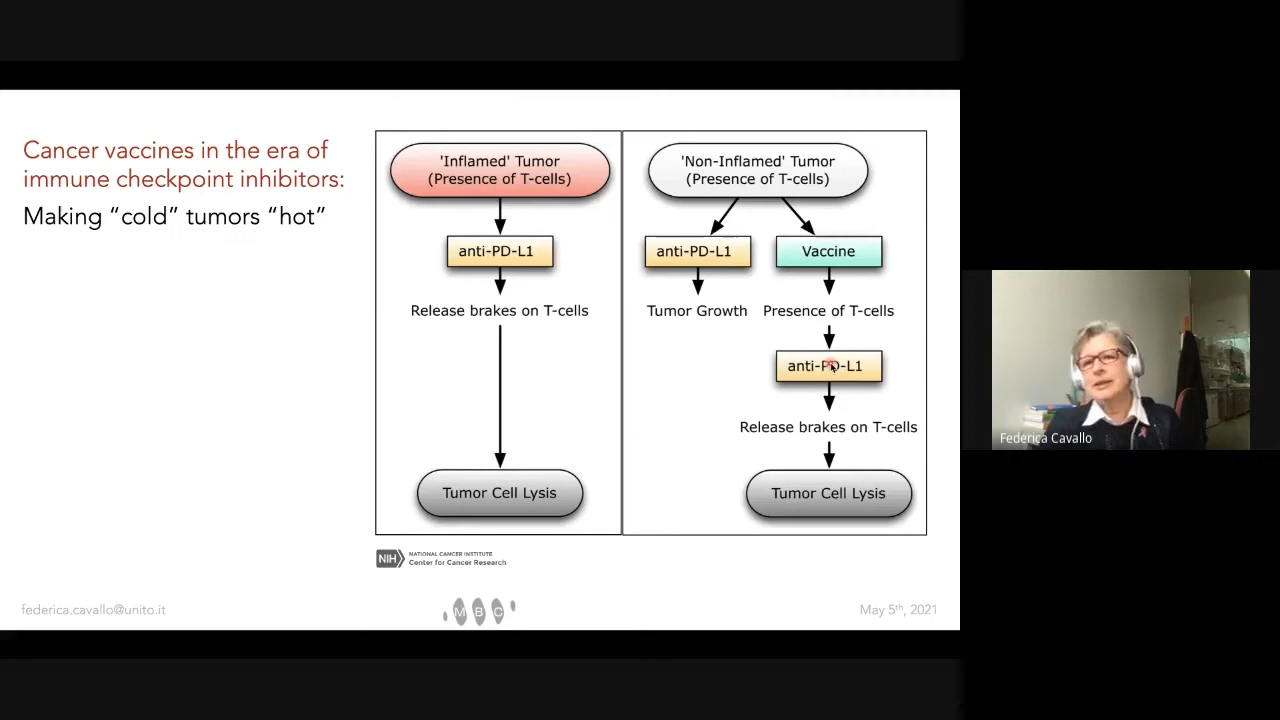 Cancer vaccines in the era of
immune checkpoint inhibitors:
Making “cold” tumors “hot”
'Inflamed' Tumor
(Presence of T-cells)
anti-PD-L1
Release brakes on T-cells
Tumor Cell Lysis
'Non-Inflamed' Tumor
(Presence of T-cells)
anti-PD-L1
Tumor Growth
Vaccine
Presence of T-cells
anti-PD-L1
Release brakes on T-cells
Tumor Cell Lysis
NIH
NATIONAL CANCER INSTITUTE
Center for Cancer Research
federica.cavallo@unito.it
MBC
May 5th, 2021
Federica Cavallo